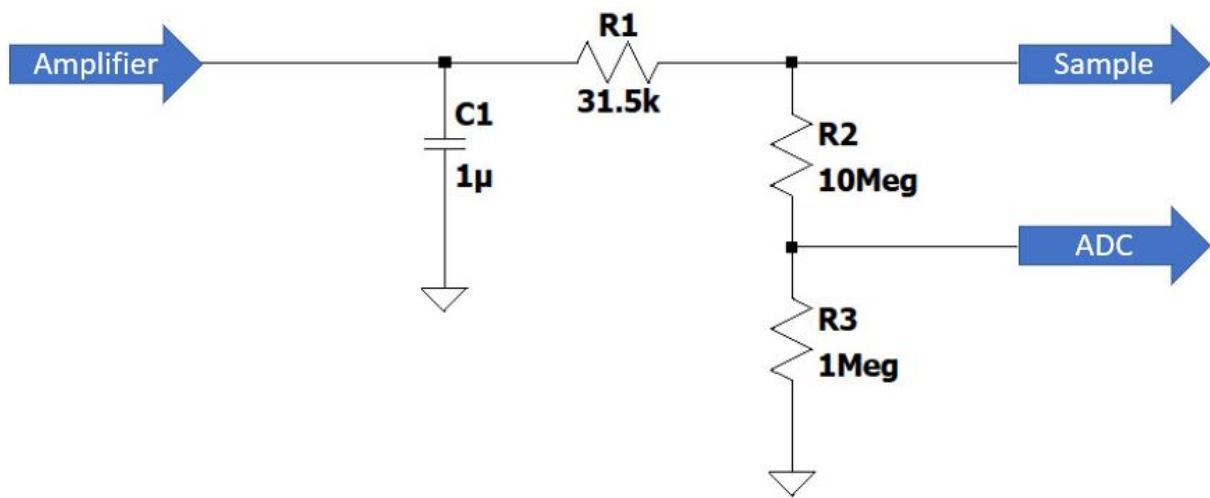 Amplifier
R1
31.5k
Sample
C1
1µ
R2
10Meg
ADC
R3
1Meg